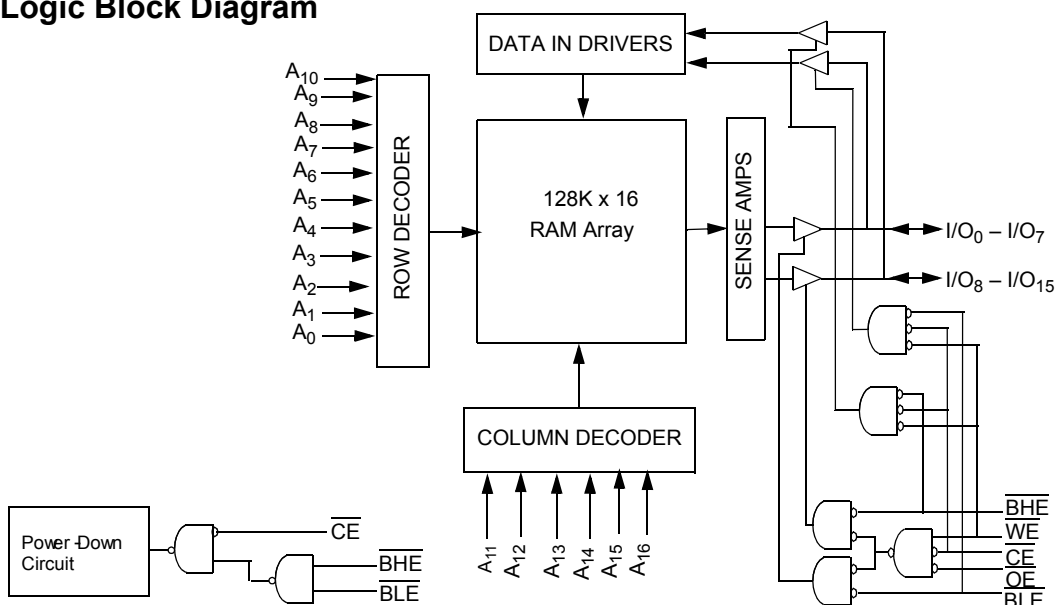 Logic Block Diagram
DATA IN DRIVERS
A10
A9
A8
A7
A6
A5
A4
A3
A2
A1
A0
ROW DECODER
128K x 16
RAM Array
SENSE AMPS
I/O0 – I/O7
I/O8 – I/O15
COLUMN DECODER
A11
A12
A13
A14
A15
A16
Power -Down
Circuit
CE
BHE
BLE
BHE
WE
CE
OE
BLE